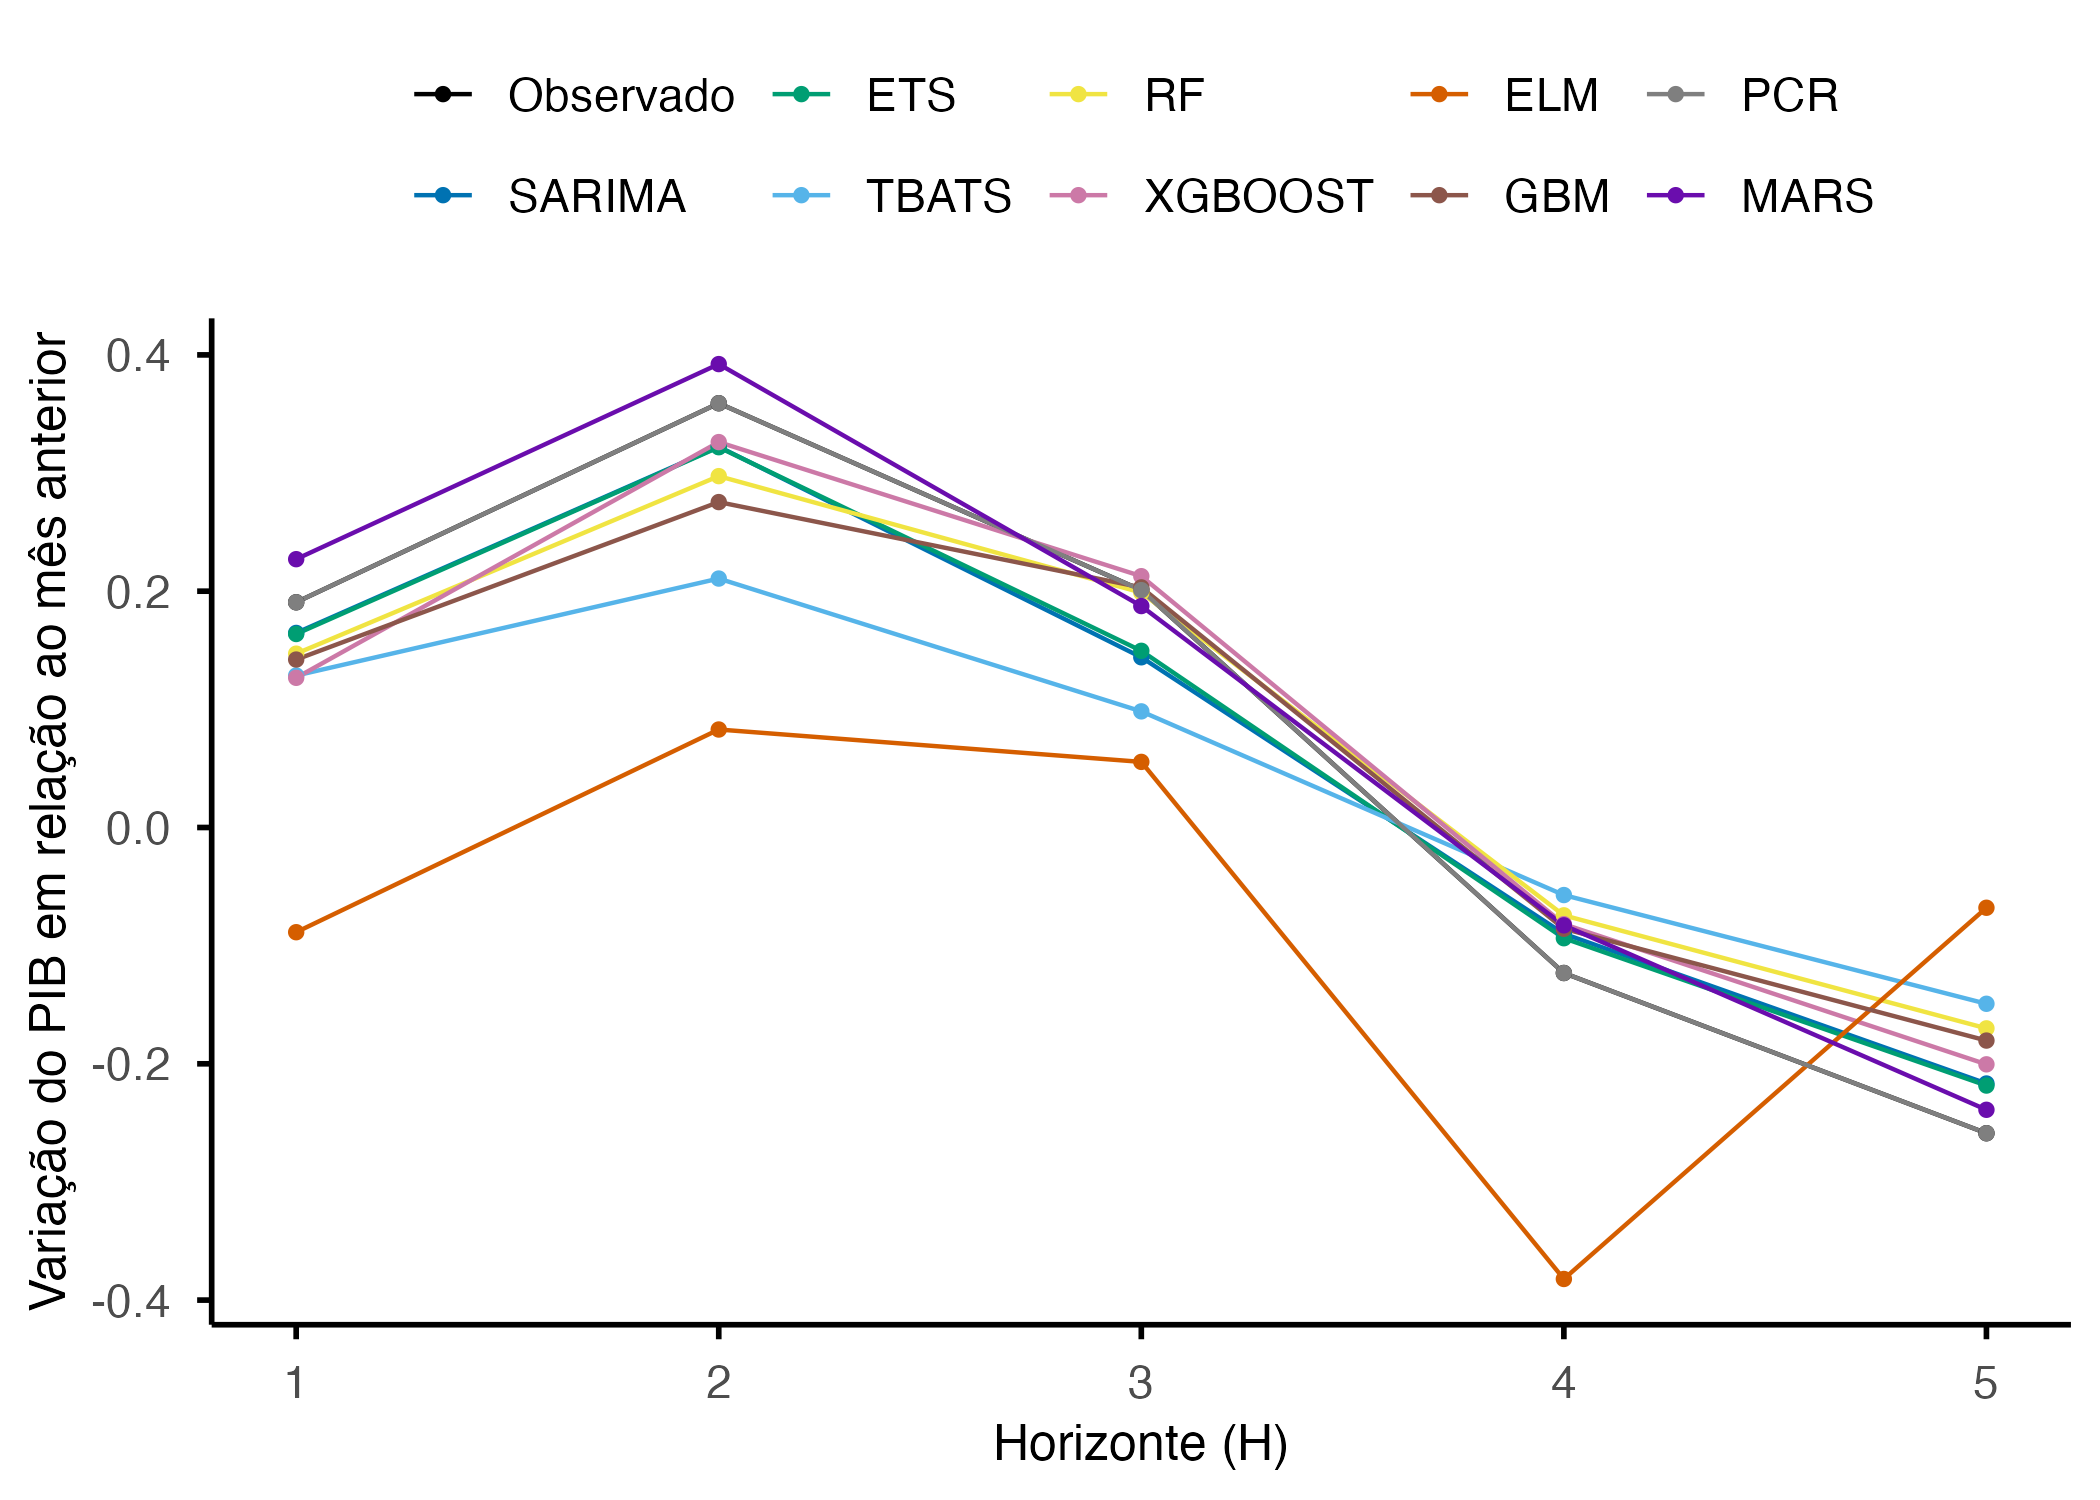 Observado ETS RF ELM PCR
SARIMA TBATS XGBOOST GBM MARS
Variação do PIB em relação ao mês anterior
0.4
0.2
0.0
-0.2
-0.4
1 2 3 4 5
Horizonte (H)